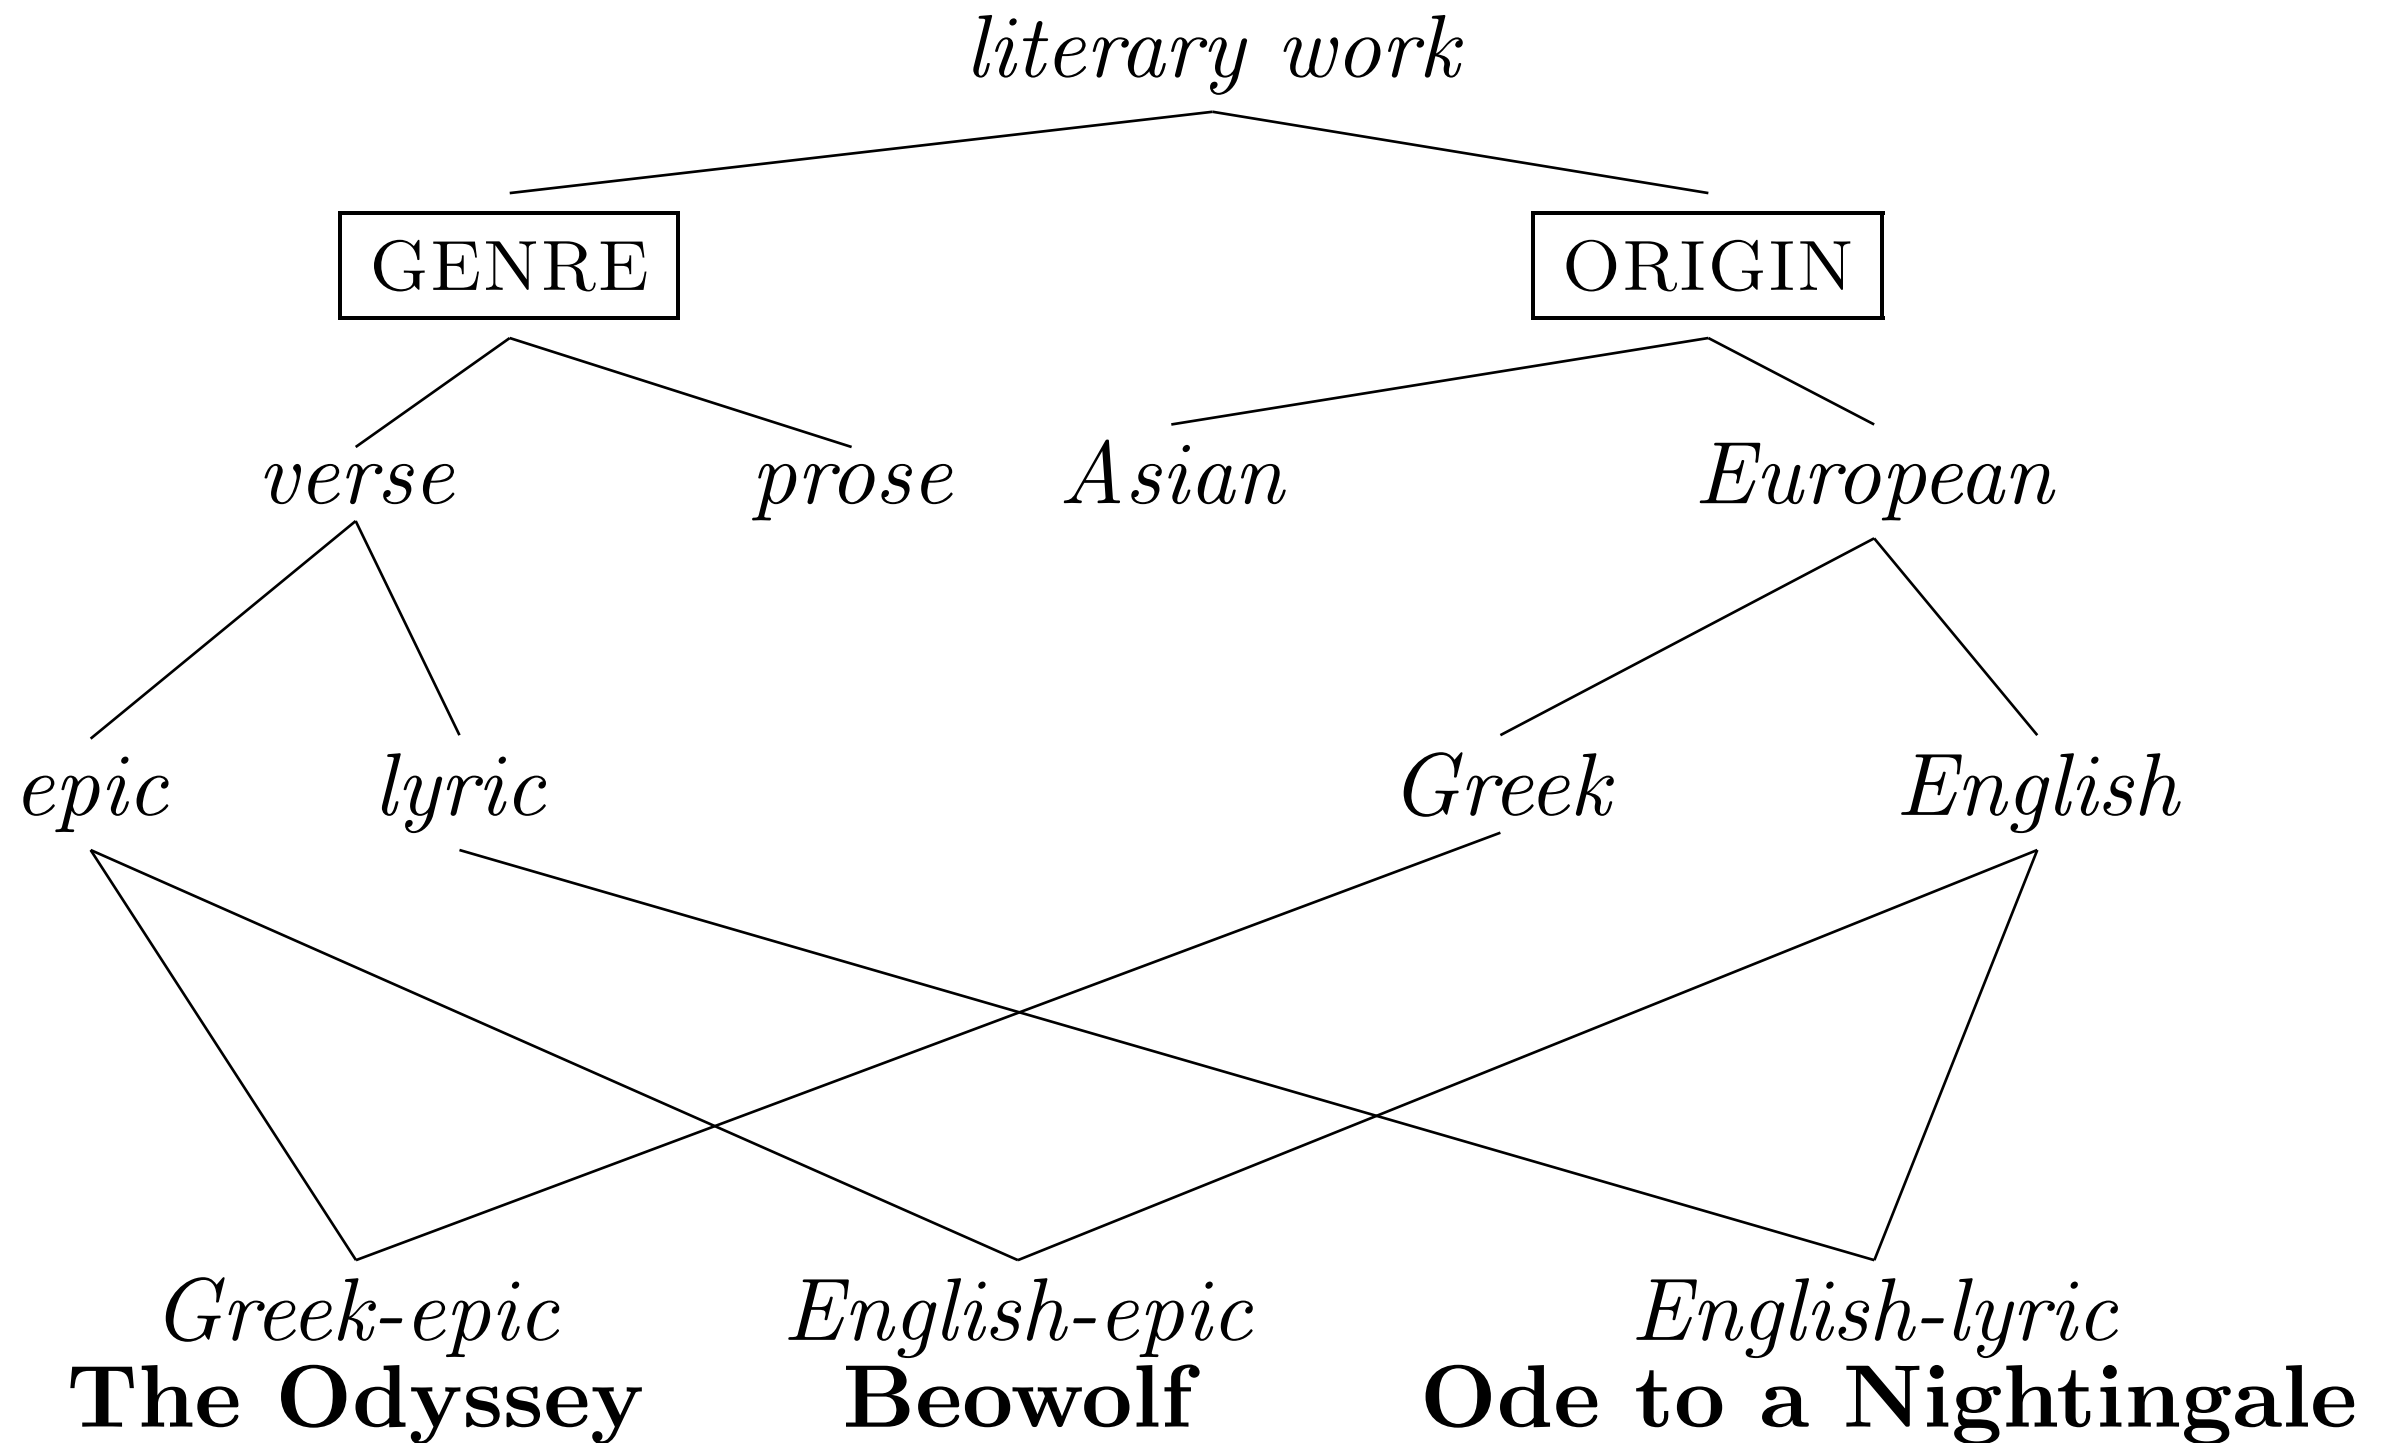 literary work
GENRE
ORIGIN
verse
prose
Asian
European
epic
lyric
Greek
English
Greek-epic
English-epic
English-lyric
The Odyssey
Beowolf
Ode to a Nightingale